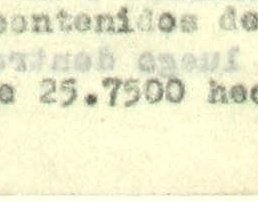 contenidos de
e 25.7500 hec